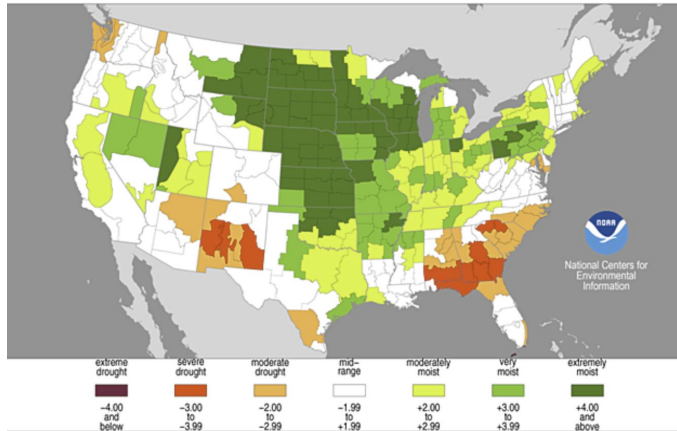 NOAA
National Centers for
Environmental
Information
extreme drought
severe drought
moderate drought
mid-range
moderately moist
very moist
extremely moist
-4.00 and below
-3.00 to -3.99
-2.00 to -2.99
-1.99 to +1.99
+2.00 to +2.99
+3.00 to +3.99
+4.00 and above